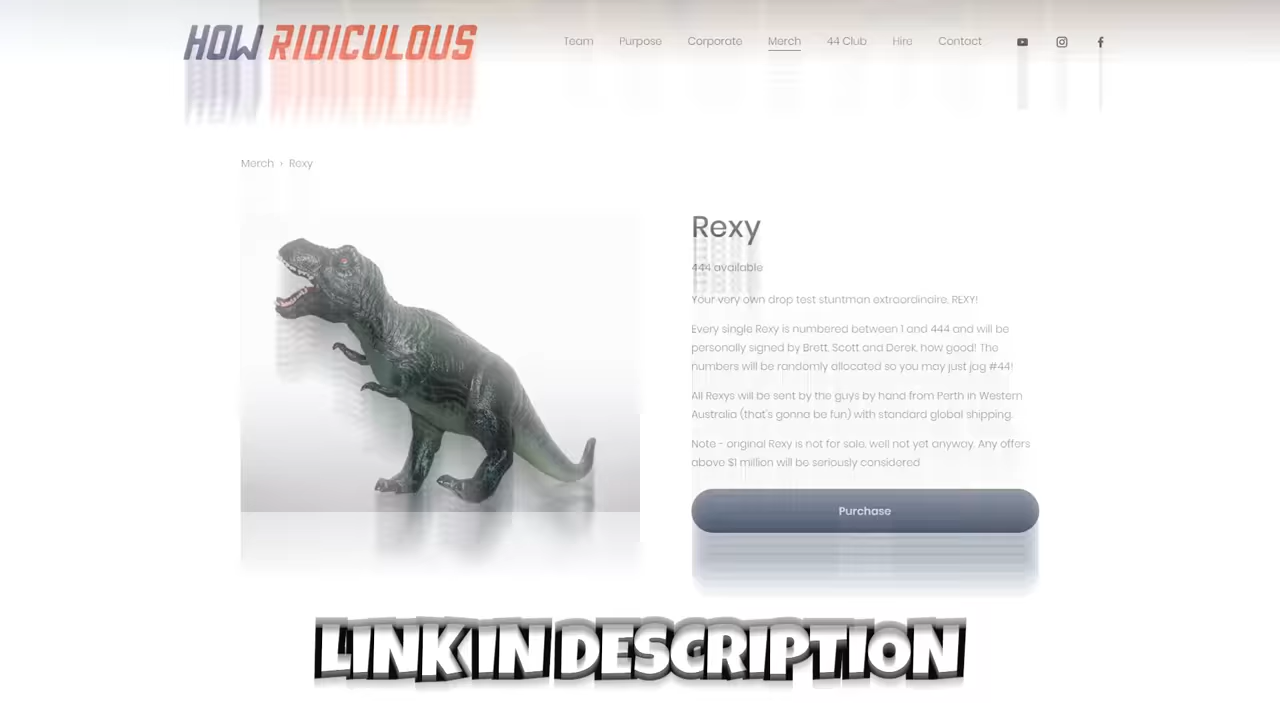 HOW RIDICULOUS
Team Purpose Corporate Merch 44 Club Hire Contact
Merch › Rexy
Rexy
444 available
Your very own drop test stuntman extraordinaire, REXY!
Every single Rexy is numbered between 1 and 444 and will be
personally signed by Brett, Scott and Derek, how good! The
numbers will be randomly allocated so you may just jag #44!
All Rexys will be sent by the guys by hand from Perth in Western
Australia (that's gonna be fun) with standard global shipping.
Note - original Rexy is not for sale, well not yet anyway. Any offers
above $1 million will be seriously considered
Purchase
LINK IN DESCRIPTION